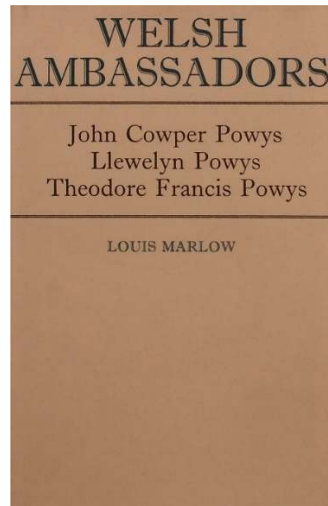 WELSH
AMBASSADORS
John Cowper Powys
Llewelyn Powys
Theodore Francis Powys
LOUIS MARLOW